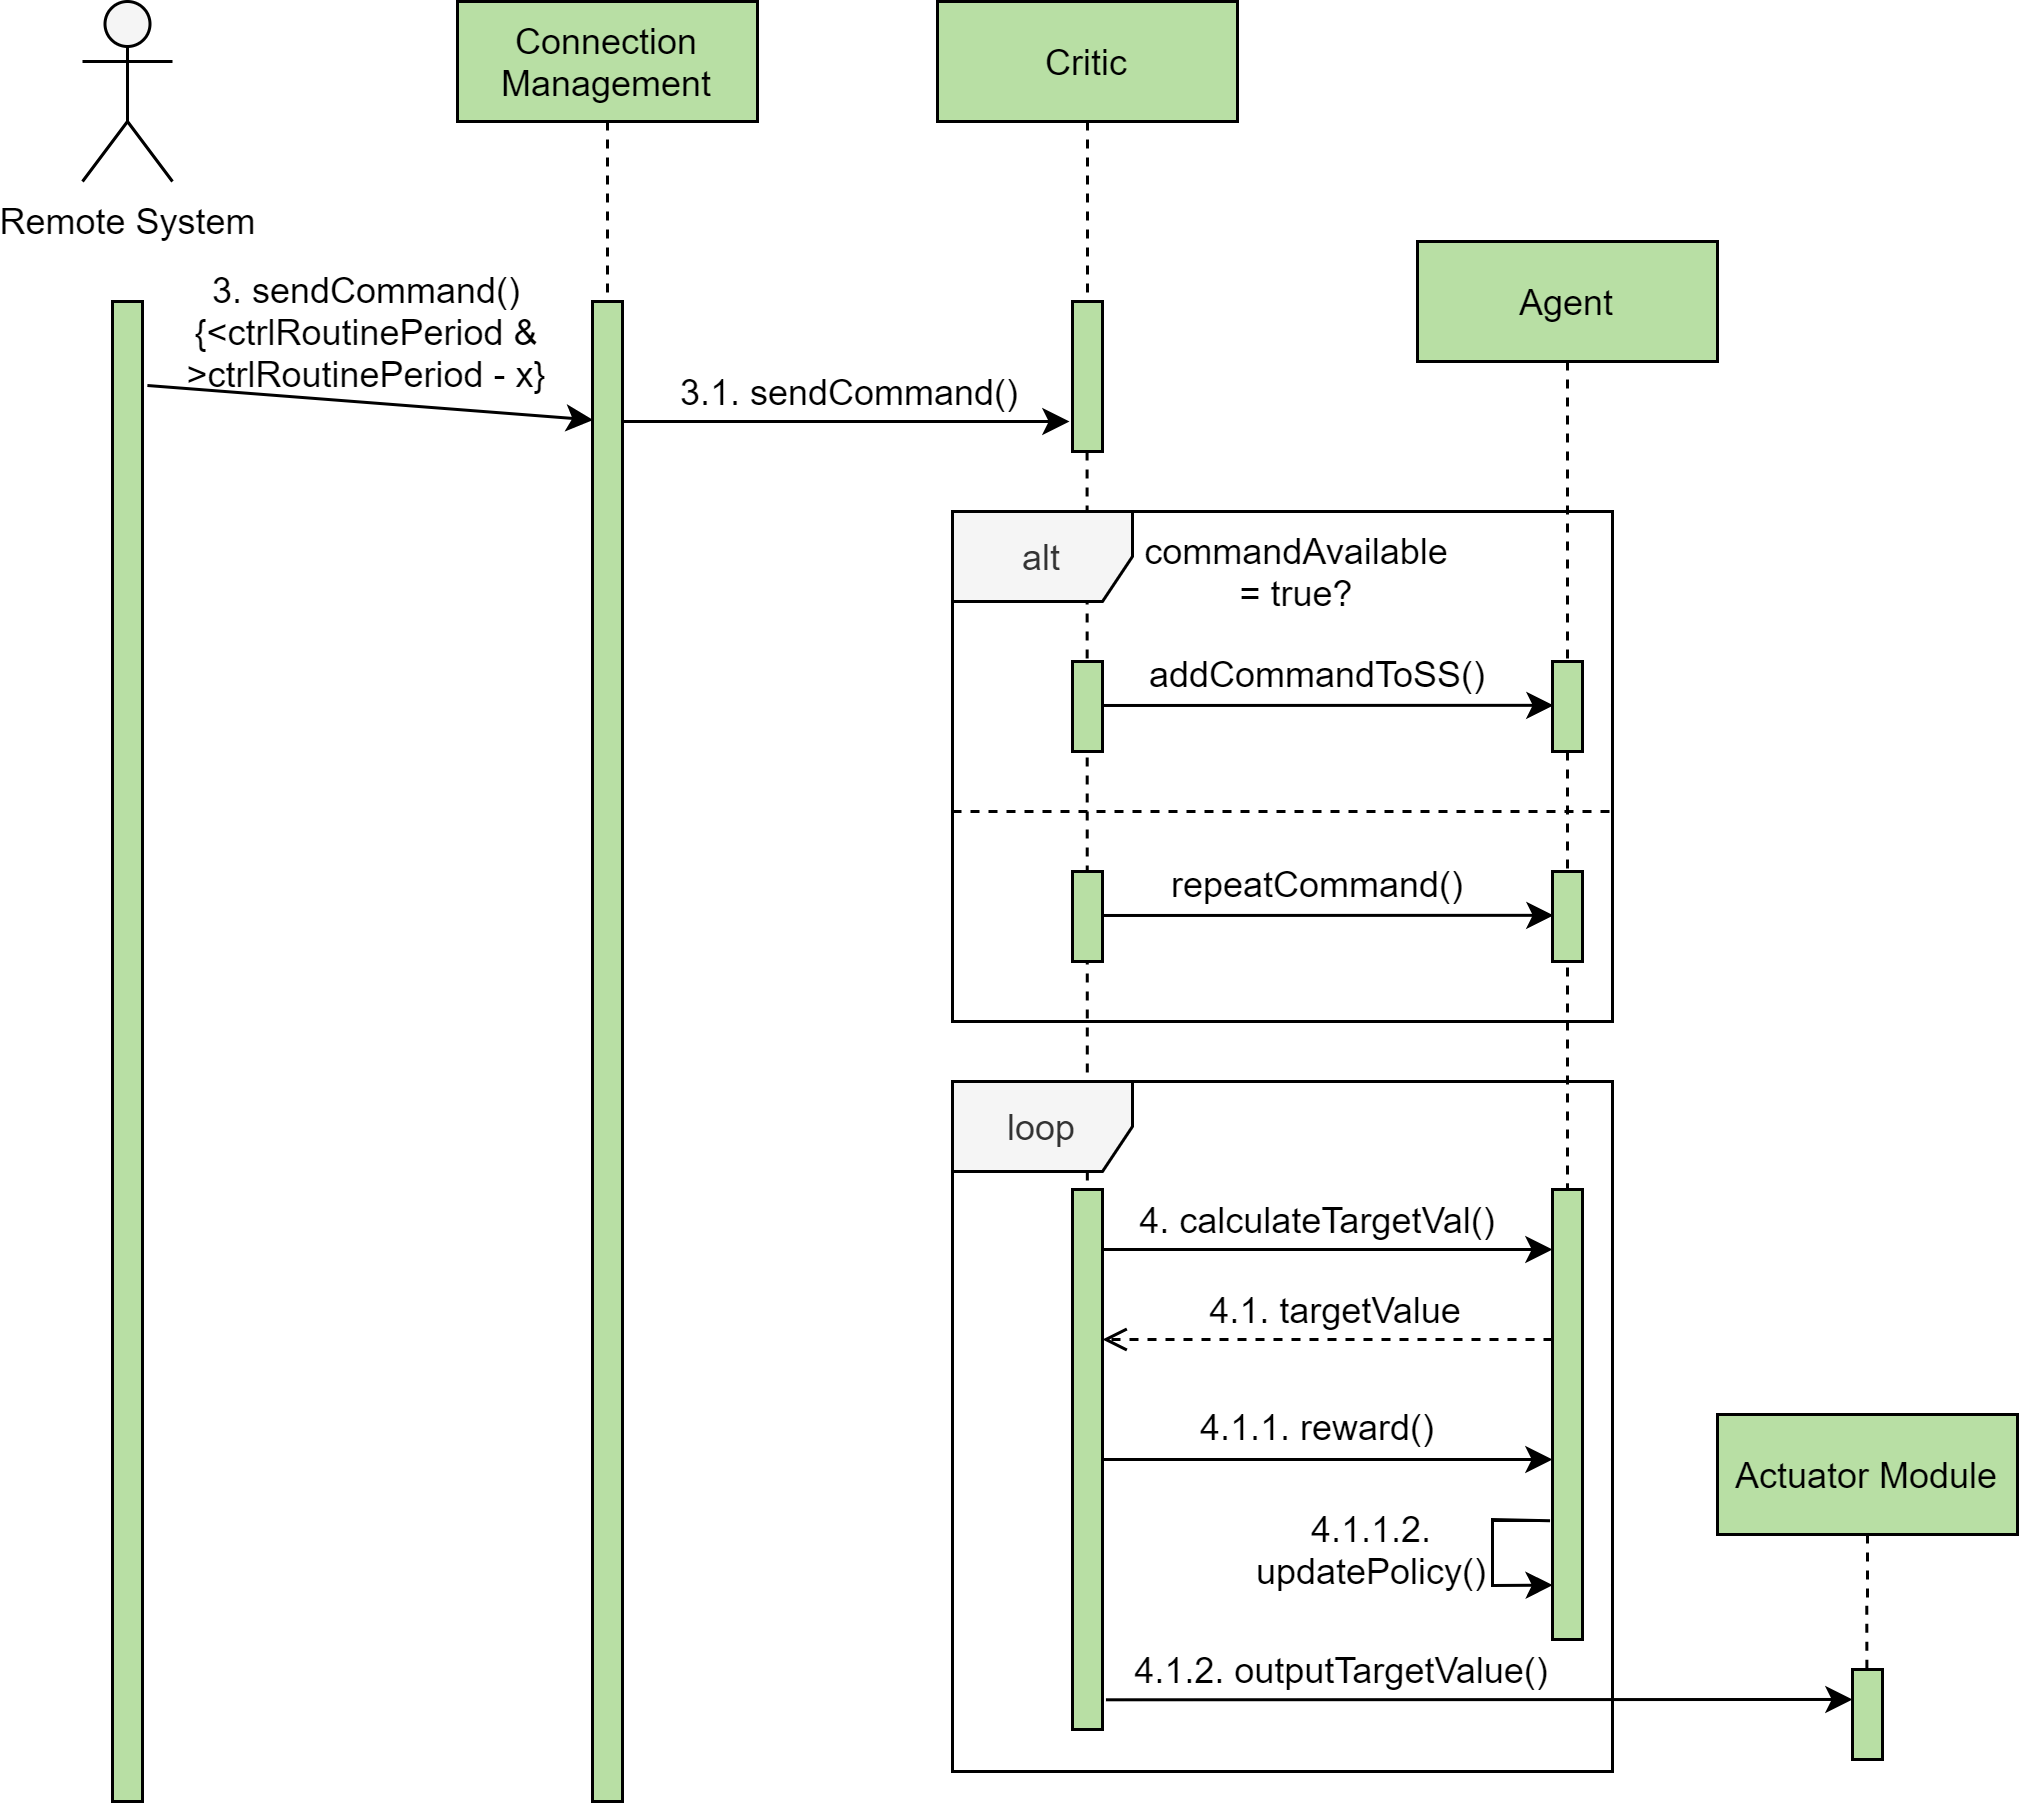 Connection
Management
Critic
Remote System
Agent
3. sendCommand()
{<ctrlRoutinePeriod &
>ctrlRoutinePeriod - x}
3.1. sendCommand()
alt
commandAvailable
= true?
addCommandToSS()
repeatCommand()
loop
4. calculateTargetVal()
4.1. targetValue
4.1.1. reward()
Actuator Module
4.1.1.2.
updatePolicy()
4.1.2. outputTargetValue()